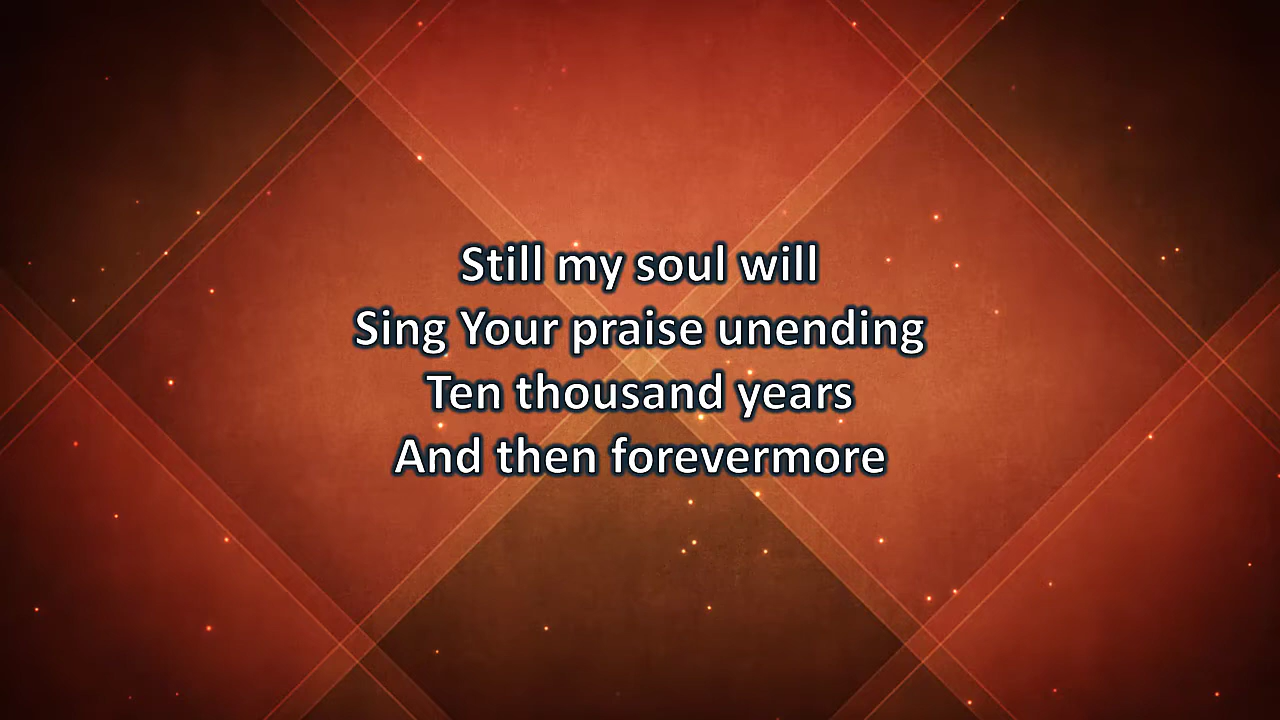 Still my soul will
Sing Your praise unending
Ten thousand years
And then forevermore